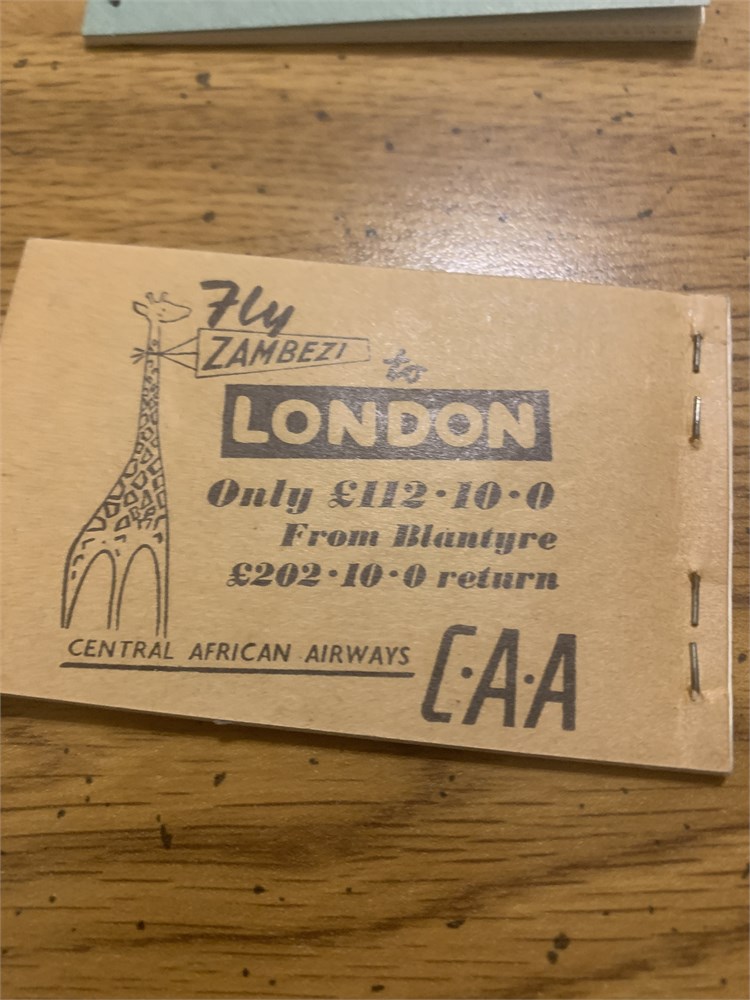 Fly
ZAMBEZI
to
LONDON
Only £112·10·0
From Blantyre
£202·10·0 return
CENTRAL AFRICAN AIRWAYS
C·A·A